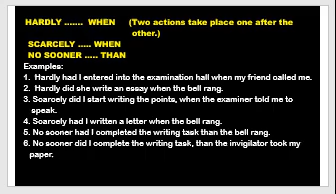 HARDLY ....... WHEN (Two actions take place one after the
other.)
SCARECELY ..... WHEN
NO SOONER ..... THAN
Examples:
1. Hardly had I entered into the examination hall when my friend called me.
2. Hardly did she write an essay when the bell rang.
3. Scarcely did I start writing the points, when the examiner told me to
speak.
4. Scarcely had I written a letter when the bell rang.
5. No sooner had I completed the writing task than the bell rang.
6. No sooner did I complete the writing task, than the invigilator took my
paper.